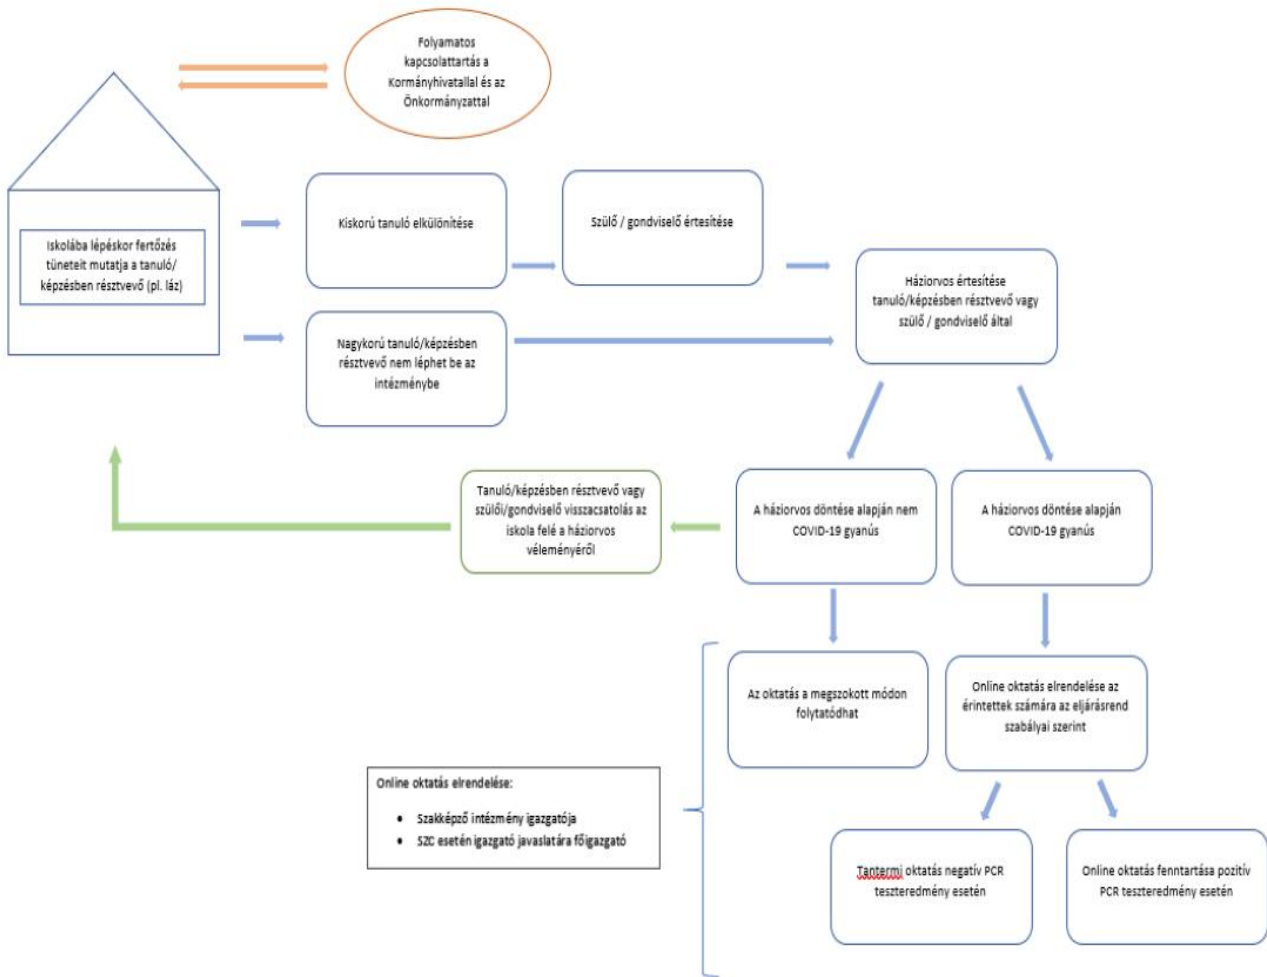 Folyamatos
kapcsolattartás a
Kormányhivatallal és az
Önkormányzattal
Iskolába lépéskor fertőzés
tüneteit mutatja a tanuló/
képzésben résztvevő (pl. láz)
Kiskorú tanuló elkülönítése
Szülő / gondviselő értesítése
Nagykorú tanuló/képzésben
résztvevő nem léphet be az
intézménybe
Háziorvos értesítése
tanuló/képzésben résztvevő vagy
szülő / gondviselő által
Tanuló/képzésben résztvevő vagy
szülői/gondviselő visszacsatolás az
iskola felé a háziorvos
véleményéről
A háziorvos döntése alapján nem
COVID-19 gyanús
A háziorvos döntése alapján
COVID-19 gyanús
Az oktatás a megszokott módon
folytatódhat
Online oktatás elrendelése az
érintettek számára az eljárásrend
szabályai szerint
Online oktatás elrendelése:
• Szakképző intézmény igazgatója
• SZC esetén igazgató javaslatára főigazgató
Tantermi oktatás negatív PCR
teszteredmény esetén
Online oktatás fenntartása pozitív
PCR teszteredmény esetén